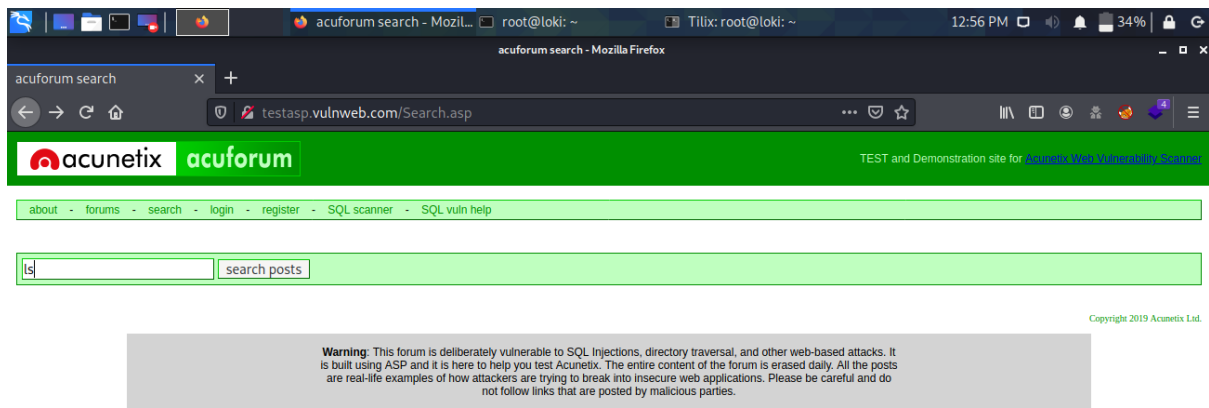 acuforum search - Mozil...
root@loki: ~
Tilix: root@loki: ~
12:56 PM
34%
acuforum search - Mozilla Firefox
acuforum search
testasp.vulnweb.com/Search.asp
4
acunetix acuforum
TEST and Demonstration site for Acunetix Web Vulnerability Scanner
about - forums - search - login - register - SQL scanner - SQL vuln help
ls
search posts
Copyright 2019 Acunetix Ltd.
Warning: This forum is deliberately vulnerable to SQL Injections, directory traversal, and other web-based attacks. It
is built using ASP and it is here to help you test Acunetix. The entire content of the forum is erased daily. All the posts
are real-life examples of how attackers are trying to break into insecure web applications. Please be careful and do
not follow links that are posted by malicious parties.